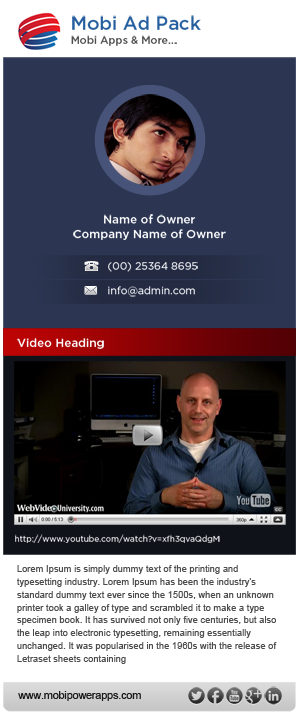 Mobi Ad Pack
Mobi Apps & More...
Name of Owner
Company Name of Owner
(00) 25364 8695
info@admin.com
Video Heading
WebVideo@University.com
YouTube
CC
0:00 / 5:13
360p
http://www.youtube.com/watch?v=xfh3qvaQdgM
Lorem Ipsum is simply dummy text of the printing and
typesetting industry. Lorem Ipsum has been the industry's
standard dummy text ever since the 1500s, when an unknown
printer took a galley of type and scrambled it to make a type
specimen book. It has survived not only five centuries, but also
the leap into electronic typesetting, remaining essentially
unchanged. It was popularised in the 1960s with the release of
Letraset sheets containing
www.mobipowerapps.com